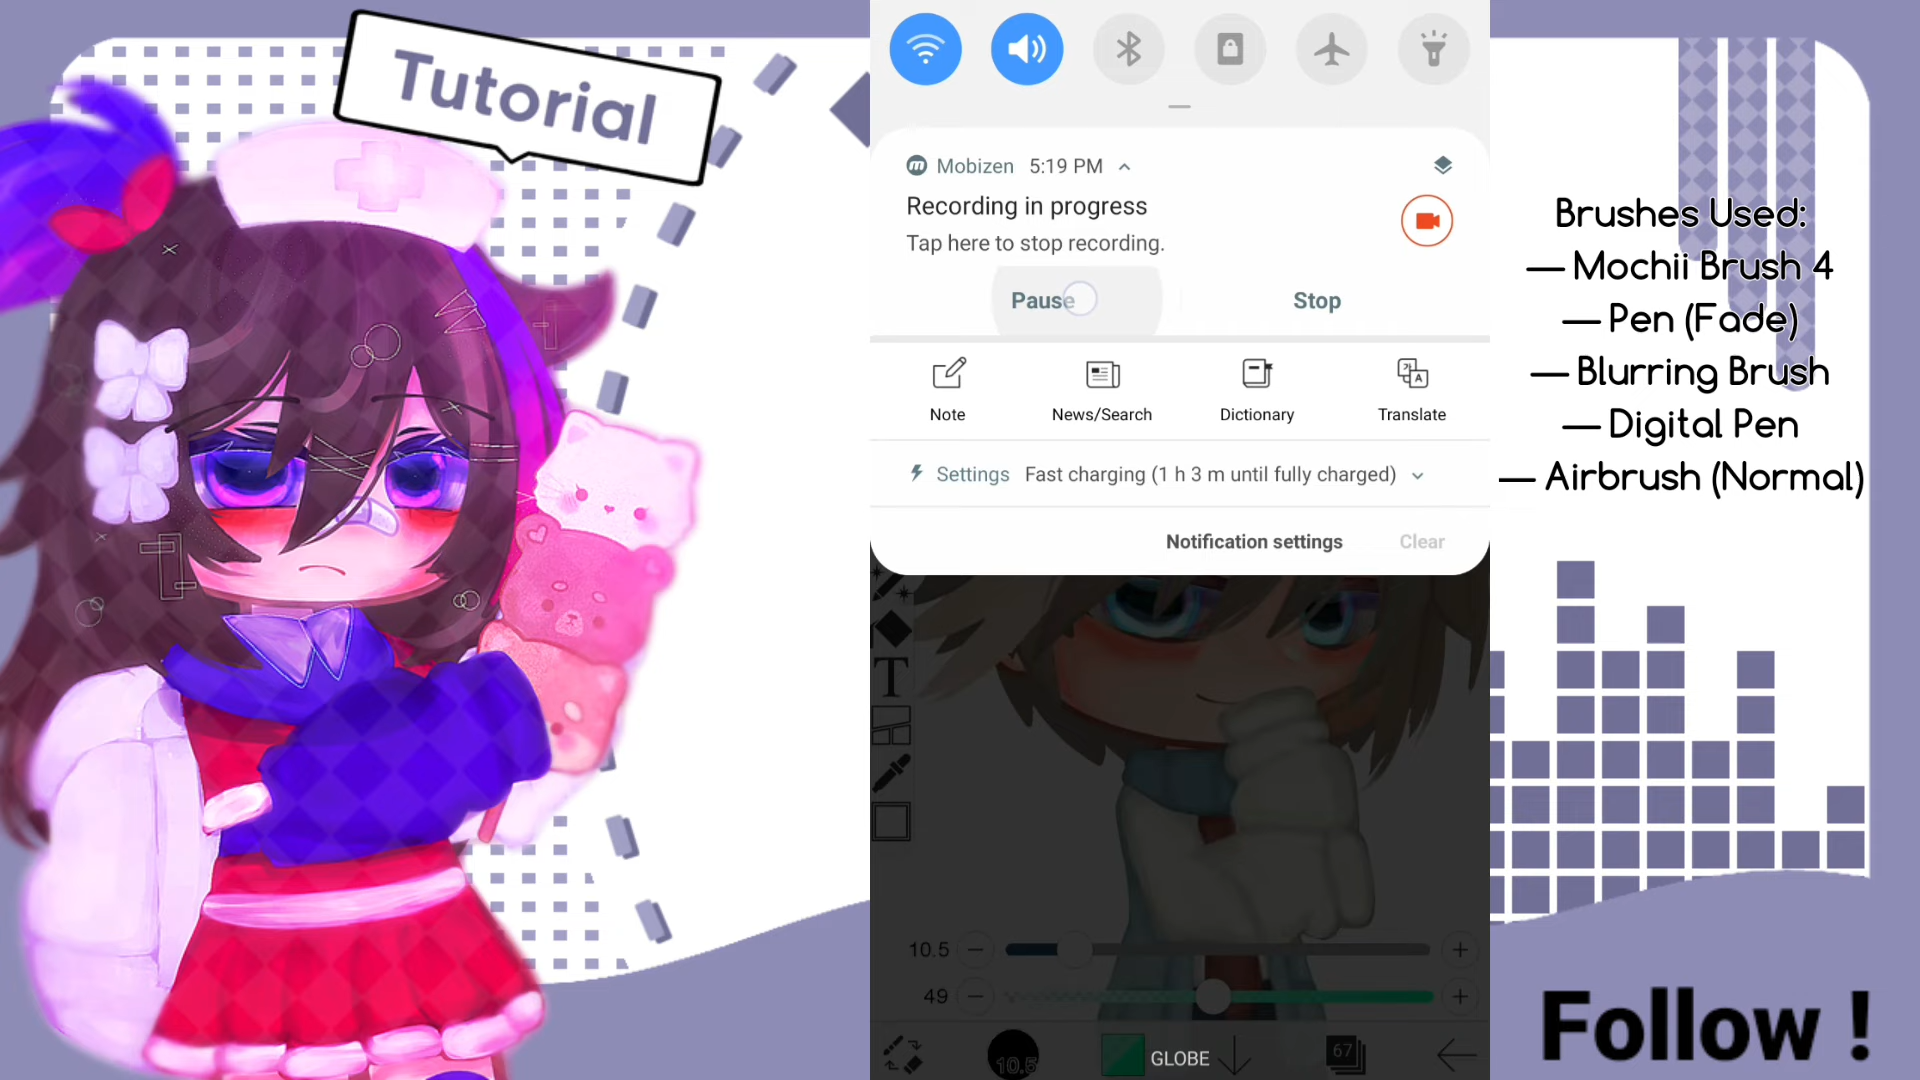 Tutorial
Mobizen 5:19 PM
Recording in progress
Tap here to stop recording.
Pause Stop
Note News/Search Dictionary Translate
Settings Fast charging (1 h 3 m until fully charged)
Notification settings Clear
T
10.5
49
10.5 GLOBE 67
Brushes Used:
— Mochii Brush 4
— Pen (Fade)
— Blurring Brush
— Digital Pen
— Airbrush (Normal)
Follow !